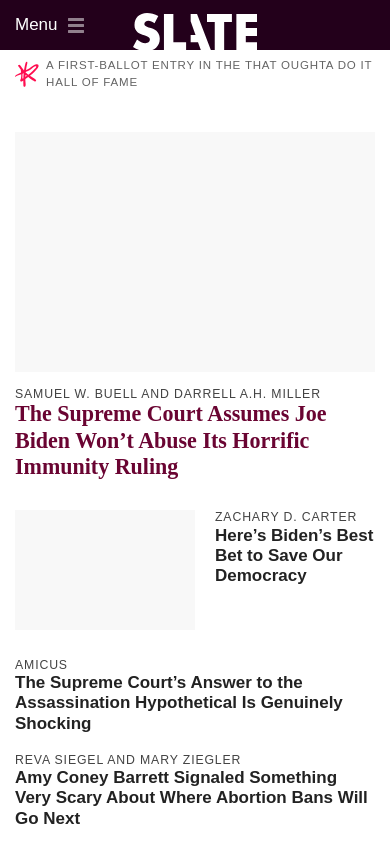 Menu
SLATE
A FIRST-BALLOT ENTRY IN THE THAT OUGHTA DO IT
HALL OF FAME
SAMUEL W. BUELL AND DARRELL A.H. MILLER
The Supreme Court Assumes Joe
Biden Won’t Abuse Its Horrific
Immunity Ruling
ZACHARY D. CARTER
Here’s Biden’s Best
Bet to Save Our
Democracy
AMICUS
The Supreme Court’s Answer to the
Assassination Hypothetical Is Genuinely
Shocking
REVA SIEGEL AND MARY ZIEGLER
Amy Coney Barrett Signaled Something
Very Scary About Where Abortion Bans Will
Go Next